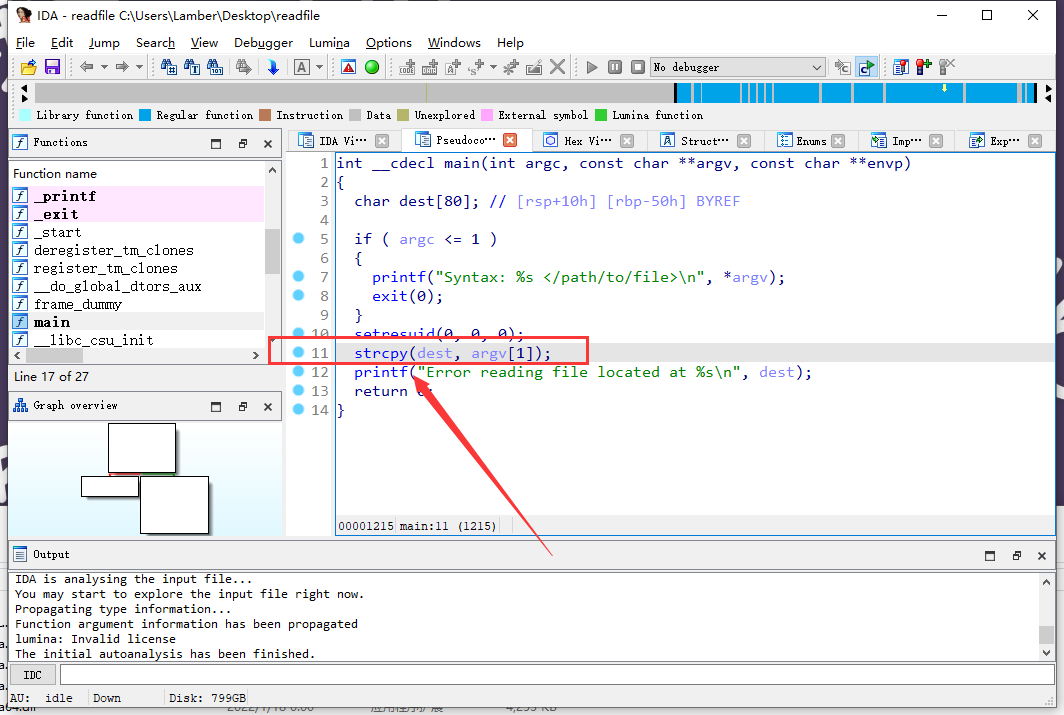 IDA - readfile C:\Users\Lamber\Desktop\readfile
File Edit Jump Search View Debugger Lumina Options Windows Help
No debugger
Library function Regular function Instruction Data Unexplored External symbol Lumina function
Functions
IDA Vi··· Pseudoco··· Hex Vi··· Struct··· Enums Imp··· Exp···
Function name
_printf
_exit
_start
deregister_tm_clones
register_tm_clones
__do_global_dtors_aux
frame_dummy
main
__libc_csu_init
Line 17 of 27
Graph overview
1 int __cdecl main(int argc, const char **argv, const char **envp)
2 {
3 char dest[80]; // [rsp+10h] [rbp-50h] BYREF
4
5 if ( argc <= 1 )
6 {
7 printf("Syntax: %s </path/to/file>\n", *argv);
8 exit(0);
9 }
10 setresuid(0, 0, 0);
11 strcpy(dest, argv[1]);
12 printf("Error reading file located at %s\n", dest);
13 return
14 }
00001215 main:11 (1215)
Output
IDA is analysing the input file...
You may start to explore the input file right now.
Propagating type information...
Function argument information has been propagated
lumina: Invalid license
The initial autoanalysis has been finished.
IDC
AU: idle Down Disk: 799GB